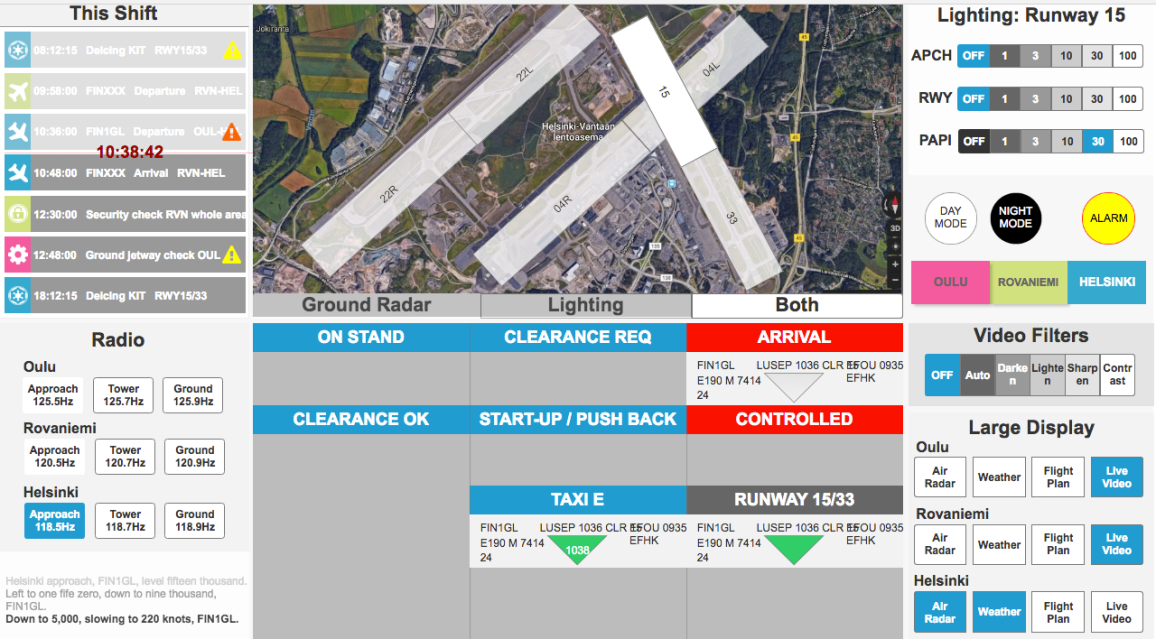 This Shift
08:12:15 Deicing KIT RWY15/33
09:58:00 FINXXX Departure RVN-HEL
10:36:00 FIN1GL Departure OUL-
10:38:42
10:48:00 FINXXX Arrival RVN-HEL
12:30:00 Security check RVN whole area
12:48:00 Ground jetway check OUL
18:12:15 Deicing KIT RWY15/33
Radio
Oulu
Approach 125.5Hz
Tower 125.7Hz
Ground 125.9Hz
Rovaniemi
Approach 120.5Hz
Tower 120.7Hz
Ground 120.9Hz
Helsinki
Approach 118.5Hz
Tower 118.7Hz
Ground 118.9Hz
Helsinki approach, FIN1GL, level fifteen thousand.
Left to one fife zero, down to nine thousand,
FIN1GL.
Down to 5,000, slowing to 220 knots, FIN1GL.
Jokirama
22L
04L
15
45
Helsinki-Vantaan
lentoasema
22R
04R
33
3D
Ground Radar
Lighting
Both
ON STAND
CLEARANCE REQ
ARRIVAL
FIN1GL LUSEP 1036 CLR EFOU 0935
E190 M 7414 EFHK
24
CLEARANCE OK
START-UP / PUSH BACK
CONTROLLED
TAXI E
RUNWAY 15/33
FIN1GL LUSEP 1036 CLR EFOU 0935
E190 M 7414 EFHK
24
1038
FIN1GL LUSEP 1036 CLR EFOU 0935
E190 M 7414 EFHK
24
Lighting: Runway 15
APCH OFF 1 3 10 30 100
RWY OFF 1 3 10 30 100
PAPI OFF 1 3 10 30 100
DAY
MODE
NIGHT
MODE
ALARM
OULU
ROVANIEMI
HELSINKI
Video Filters
OFF
Auto
Darke
n
Lighte
n
Sharp
en
Contr
ast
Large Display
Oulu
Air
Radar
Weather
Flight
Plan
Live
Video
Rovaniemi
Air
Radar
Weather
Flight
Plan
Live
Video
Helsinki
Air
Radar
Weather
Flight
Plan
Live
Video